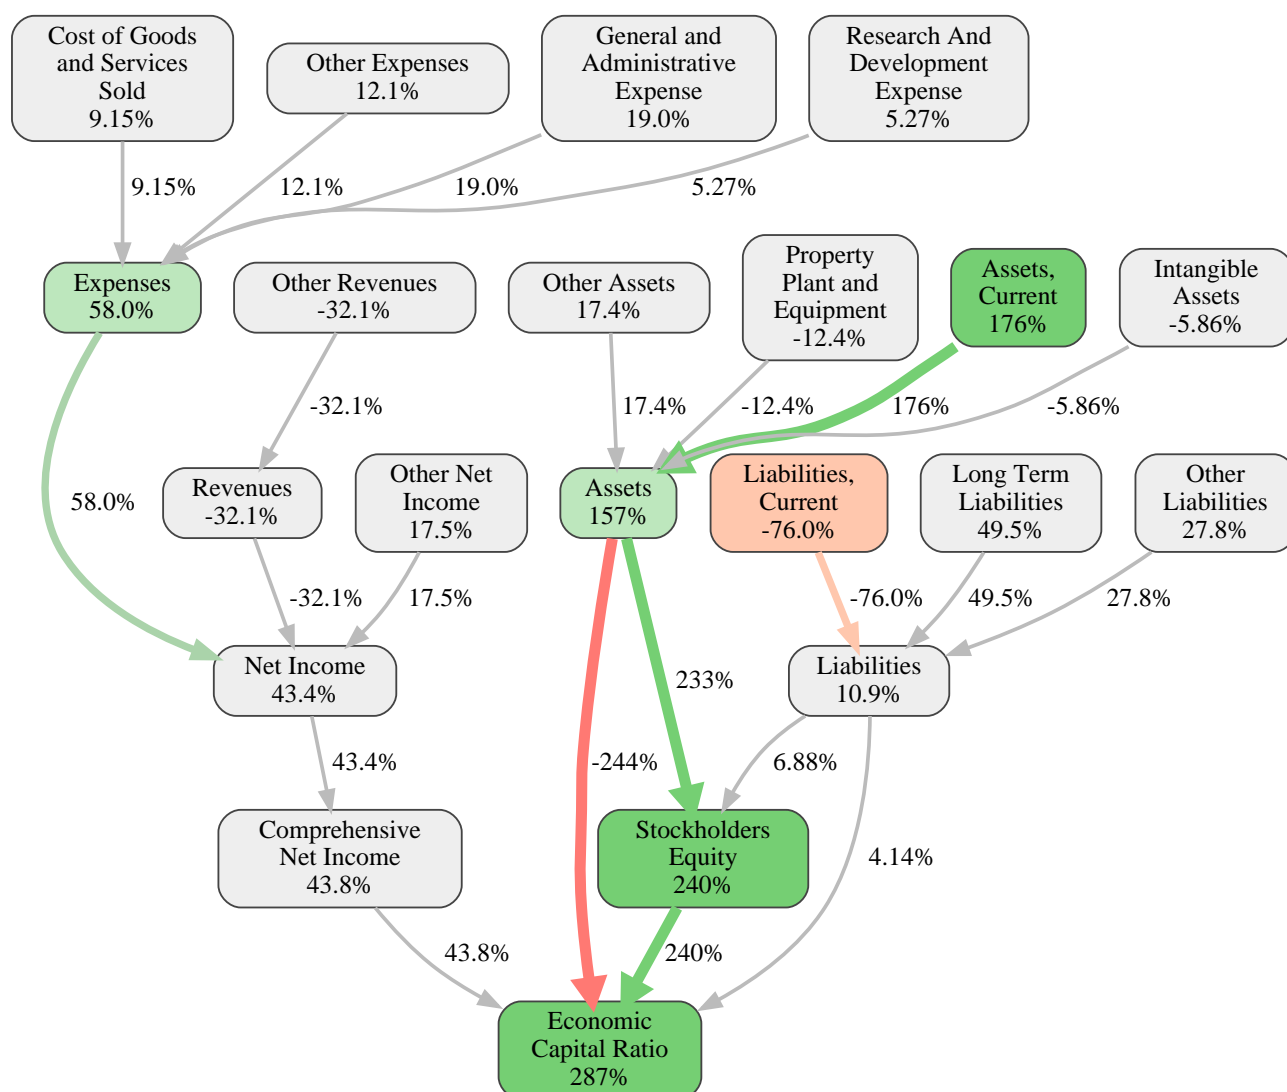 Cost of Goods
and Services
Sold
9.15%
Other Expenses
12.1%
General and
Administrative
Expense
19.0%
Research And
Development
Expense
5.27%
9.15%
12.1%
19.0%
5.27%
Expenses
58.0%
Other Revenues
-32.1%
Other Assets
17.4%
Property
Plant and
Equipment
-12.4%
Assets,
Current
176%
Intangible
Assets
-5.86%
-32.1%
17.4%
-12.4%
176%
-5.86%
58.0%
Revenues
-32.1%
Other Net
Income
17.5%
Assets
157%
Liabilities,
Current
-76.0%
Long Term
Liabilities
49.5%
Other
Liabilities
27.8%
-32.1%
17.5%
-76.0%
49.5%
27.8%
Net Income
43.4%
233%
Liabilities
10.9%
43.4%
-244%
6.88%
Comprehensive
Net Income
43.8%
Stockholders
Equity
240%
4.14%
43.8%
240%
Economic
Capital Ratio
287%